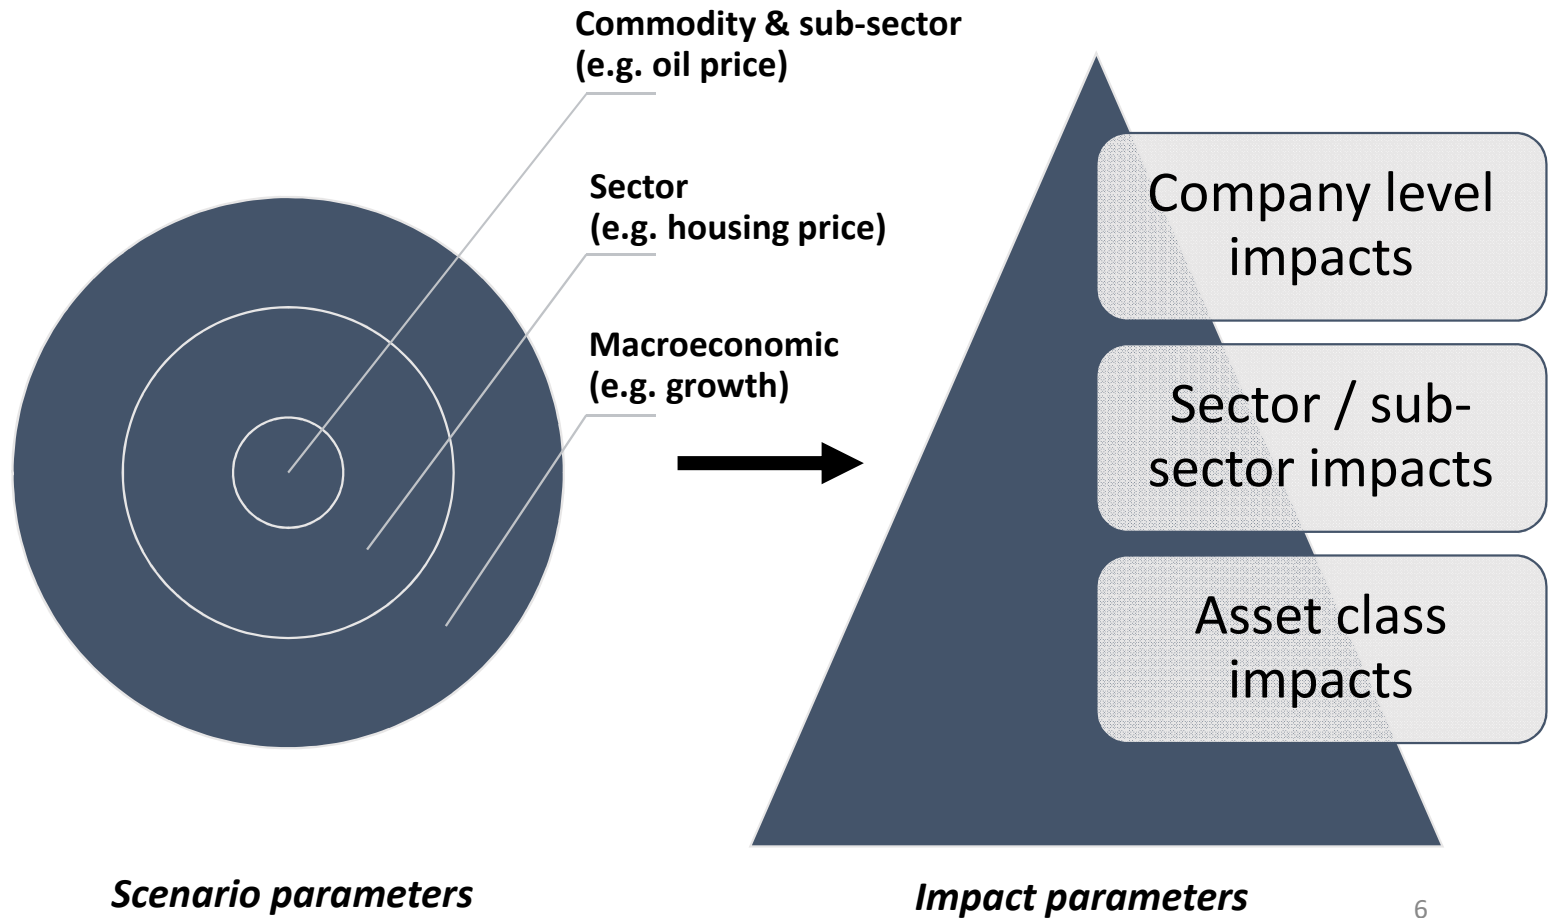 Commodity & sub-sector
(e.g. oil price)
Sector
(e.g. housing price)
Macroeconomic
(e.g. growth)
Company level
impacts
Sector / sub-
sector impacts
Asset class
impacts
Scenario parameters
Impact parameters
6